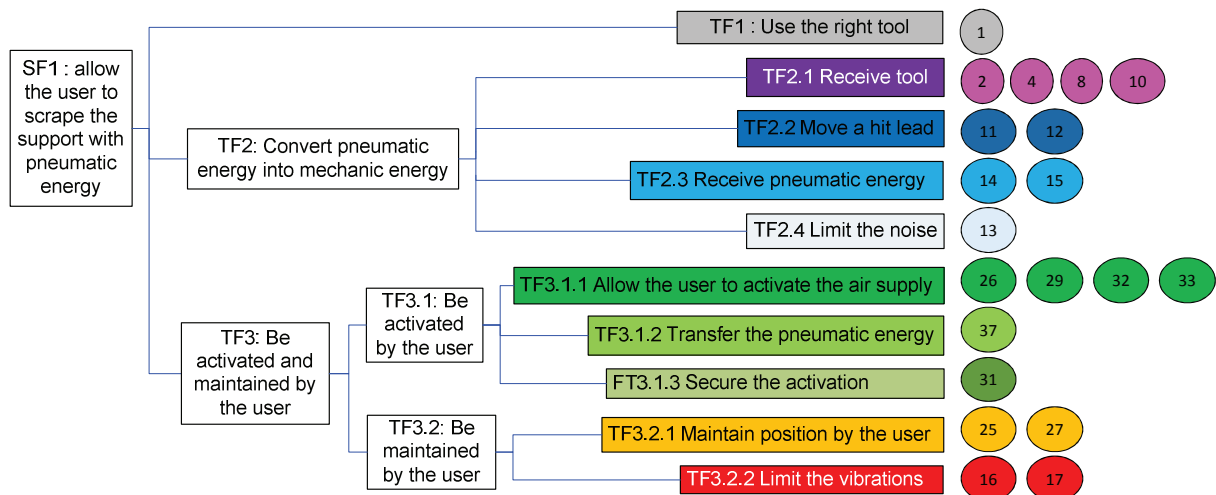 TF1 : Use the right tool
1
SF1 : allow
the user to
scrape the
support with
pneumatic
energy
TF2.1 Receive tool
2 4 8 10
TF2: Convert pneumatic
energy into mechanic energy
TF2.2 Move a hit lead
11 12
TF2.3 Receive pneumatic energy
14 15
TF2.4 Limit the noise
13
TF3: Be
activated and
maintained by
the user
TF3.1: Be
activated
by the user
TF3.1.1 Allow the user to activate the air supply
26 29 32 33
TF3.1.2 Transfer the pneumatic energy
37
FT3.1.3 Secure the activation
31
TF3.2: Be
maintained
by the user
TF3.2.1 Maintain position by the user
25 27
TF3.2.2 Limit the vibrations
16 17